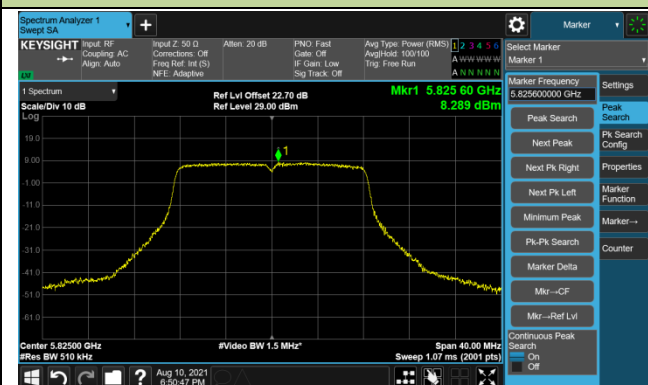 Spectrum Analyzer 1
Swept SA
+
Marker
KEYSIGHT
Input: RF
Coupling: AC
Align: Auto
Input Z: 50 Ω
Corrections: Off
Freq Ref: Int (S)
NFE: Adaptive
Atten: 20 dB
PNO: Fast
Gate: Off
IF Gain: Low
Sig Track: Off
Avg Type: Power (RMS)
Avg|Hold: 100/100
Trig: Free Run
1 2 3 4 5 6
A W W W W W
A N N N N N
LXI
Select Marker
Marker 1
1 Spectrum
Scale/Div 10 dB
Log
Ref Lvl Offset 22.70 dB
Ref Level 29.00 dBm
Mkr1 5.825 60 GHz
8.289 dBm
19.0
9.00
-1.00
-11.0
-21.0
-31.0
-41.0
-51.0
-61.0
1
Center 5.82500 GHz
#Res BW 510 kHz
#Video BW 1.5 MHz*
Span 40.00 MHz
Sweep 1.07 ms (2001 pts)
Marker Frequency
5.825600000 GHz
Peak Search
Next Peak
Next Pk Right
Next Pk Left
Minimum Peak
Pk-Pk Search
Marker Delta
Mkr→CF
Mkr→Ref Lvl
Continuous Peak
Search
On
Off
Settings
Peak
Search
Pk Search
Config
Properties
Marker
Function
Marker→
Counter
?
Aug 10, 2021
6:50:47 PM